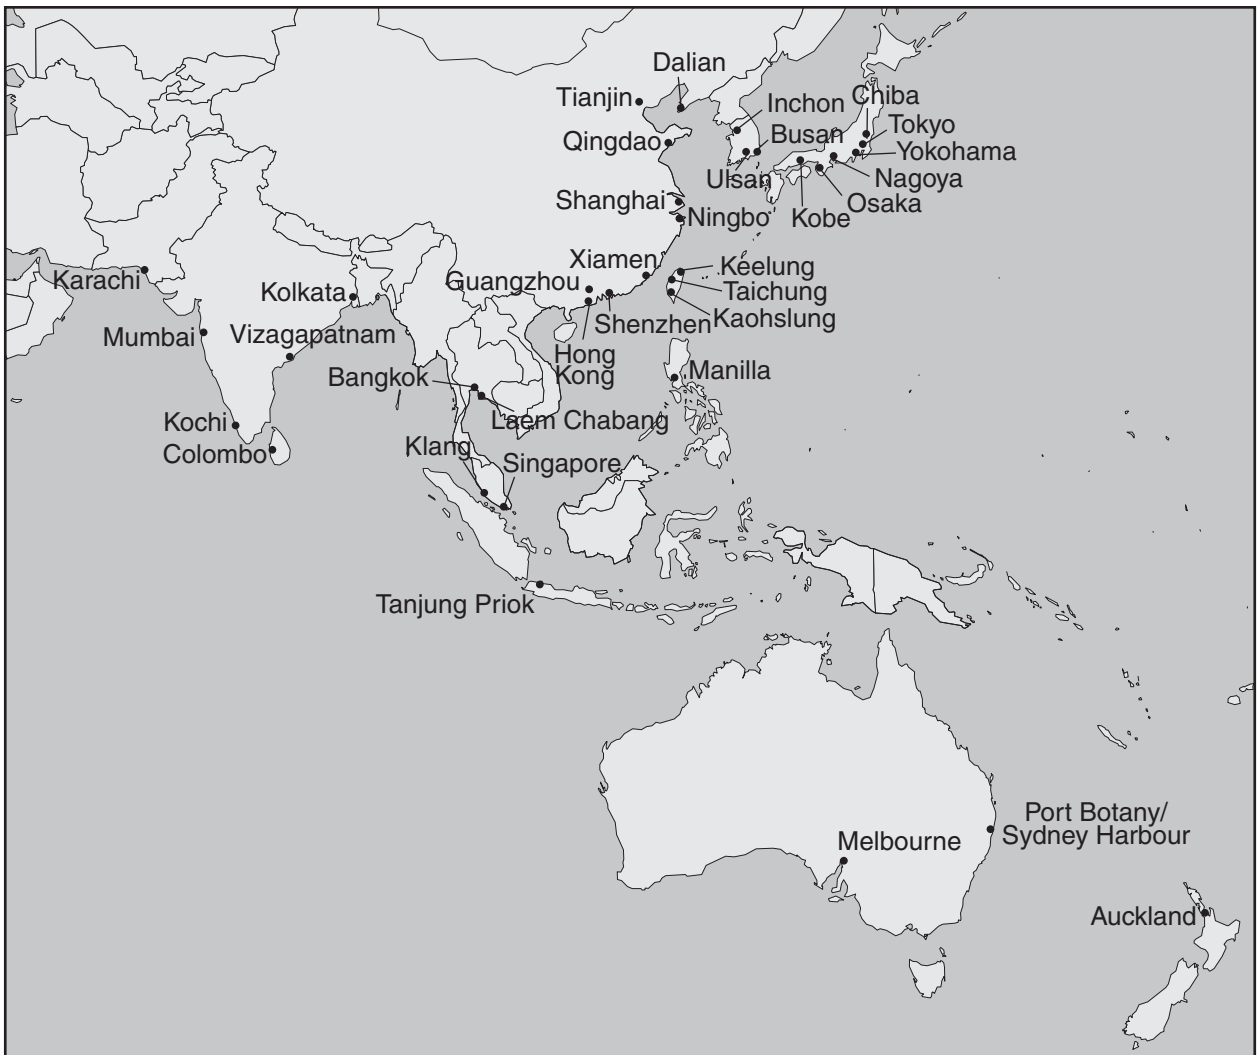 Dalian
Tianjin
Inchon
Chiba
Qingdao
Busan
Tokyo
Yokohama
Ulsan
Nagoya
Shanghai
Osaka
Ningbo
Kobe
Xiamen
Keelung
Karachi
Guangzhou
Taichung
Kolkata
Kaohslung
Shenzhen
Mumbai
Vizagapatnam
Hong
Kong
Bangkok
Manilla
Kochi
Laem Chabang
Colombo
Klang
Singapore
Tanjung Priok
Port Botany/
Sydney Harbour
Melbourne
Auckland